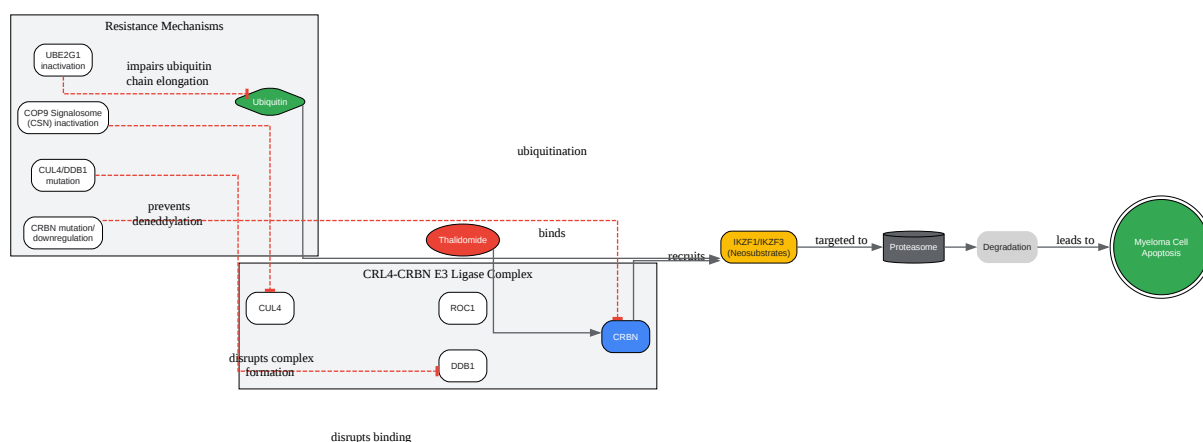 Resistance Mechanisms
UBE2G1
inactivation
impairs ubiquitin
chain elongation
Ubiquitin
COP9 Signalosome
(CSN) inactivation
ubiquitination
CUL4/DDB1
mutation
prevents
deneddylation
CRBN mutation/
downregulation
Thalidomide
binds
recruits
IKZF1/IKZF3
(Neosubstrates)
targeted to
Proteasome
Degradation
leads to
Myeloma Cell
Apoptosis
CRL4-CRBN E3 Ligase Complex
CUL4
ROC1
CRBN
disrupts complex
formation
DDB1
disrupts binding